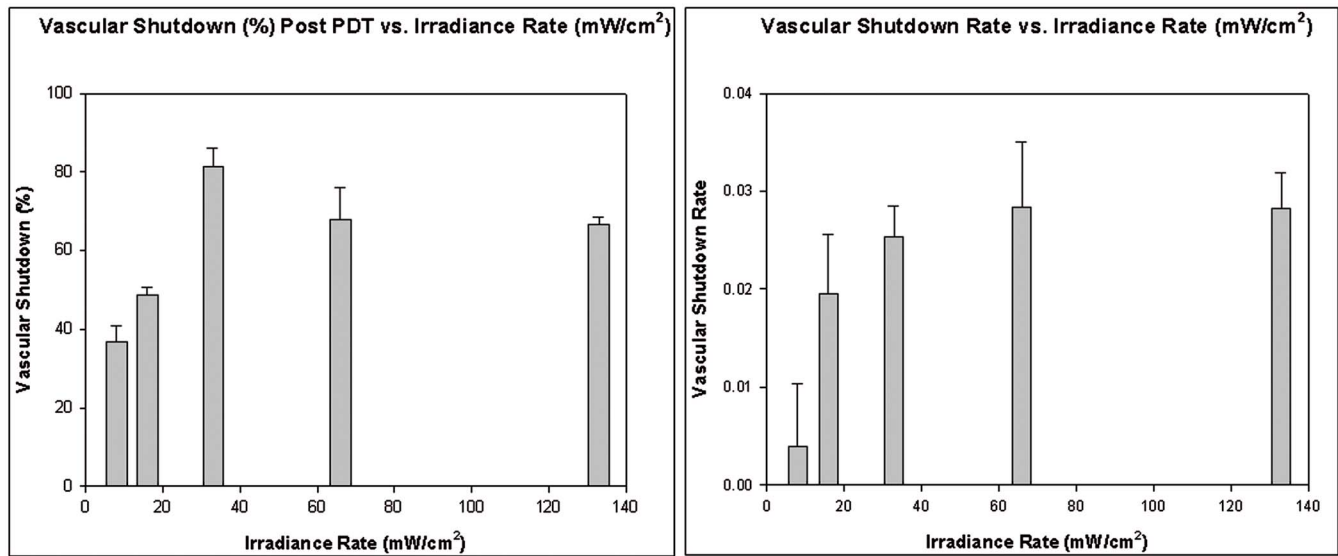 Vascular Shutdown (%) Post PDT vs. Irradiance Rate (mW/cm²)
100
80
60
40
20
0
Vascular Shutdown (%)
0 20 40 60 80 100 120 140
Irradiance Rate (mW/cm²)
Vascular Shutdown Rate vs. Irradiance Rate (mW/cm²)
0.04
0.03
0.02
0.01
0.00
Vascular Shutdown Rate
0 20 40 60 80 100 120 140
Irradiance Rate (mW/cm²)